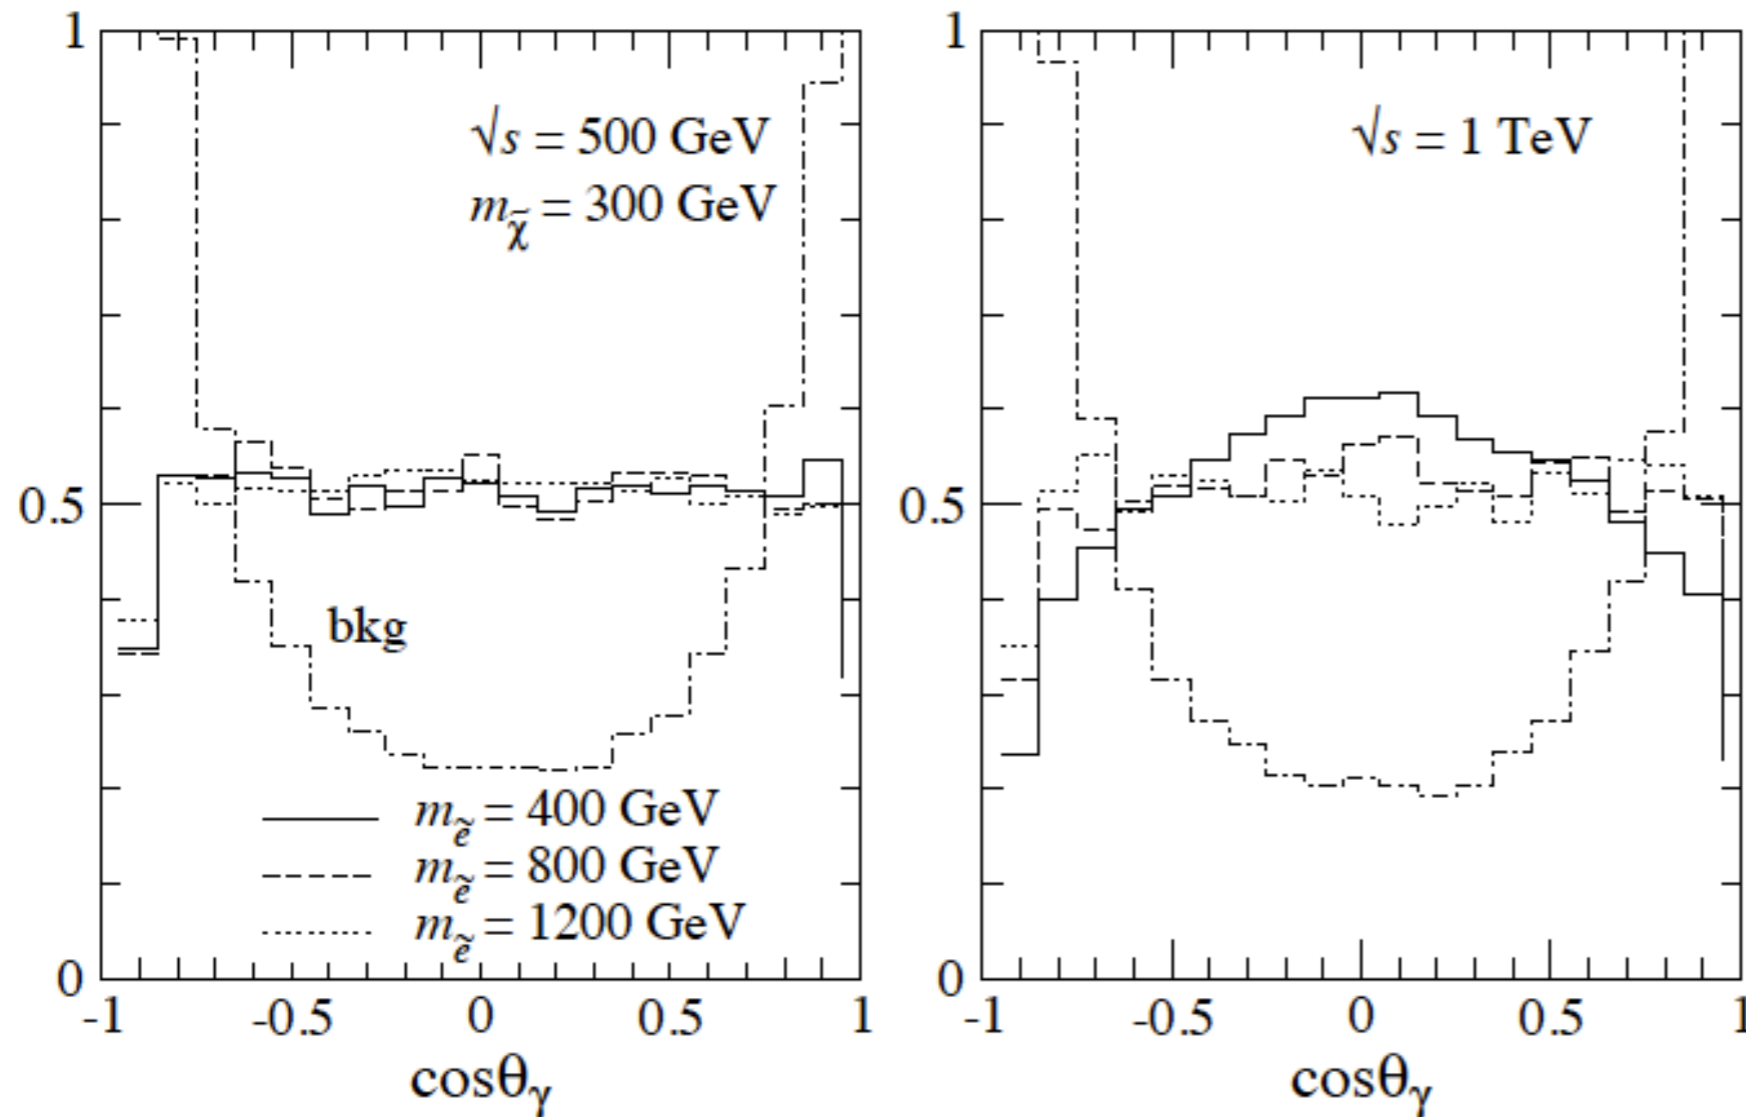 1
√s = 500 GeV
m_χ̃ = 300 GeV
0.5
bkg
m_ẽ = 400 GeV
m_ẽ = 800 GeV
m_ẽ = 1200 GeV
0
-1 -0.5 0 0.5 1
cosθ_γ
1
√s = 1 TeV
0.5
0
-1 -0.5 0 0.5 1
cosθ_γ